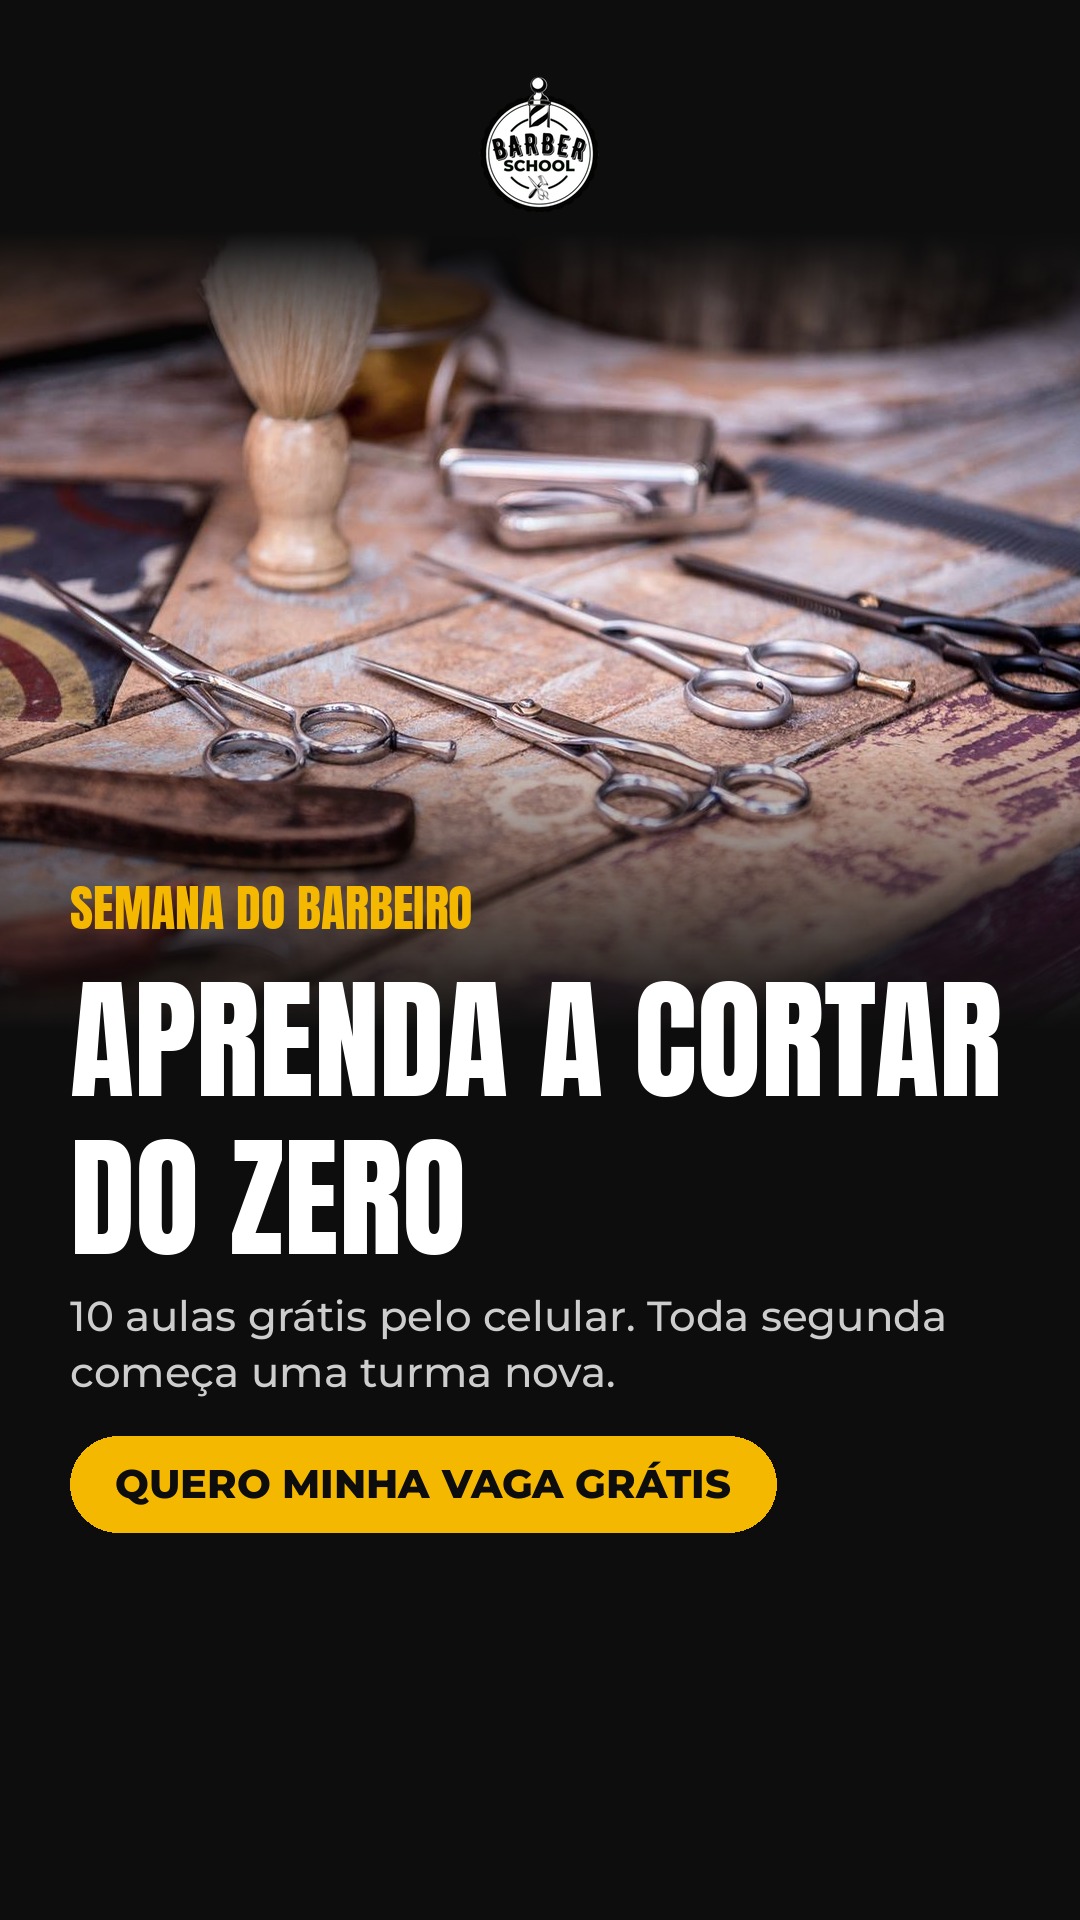 BARBER
SCHOOL
SEMANA DO BARBEIRO
APRENDA A CORTAR
DO ZERO
10 aulas grátis pelo celular. Toda segunda
começa uma turma nova.
QUERO MINHA VAGA GRÁTIS